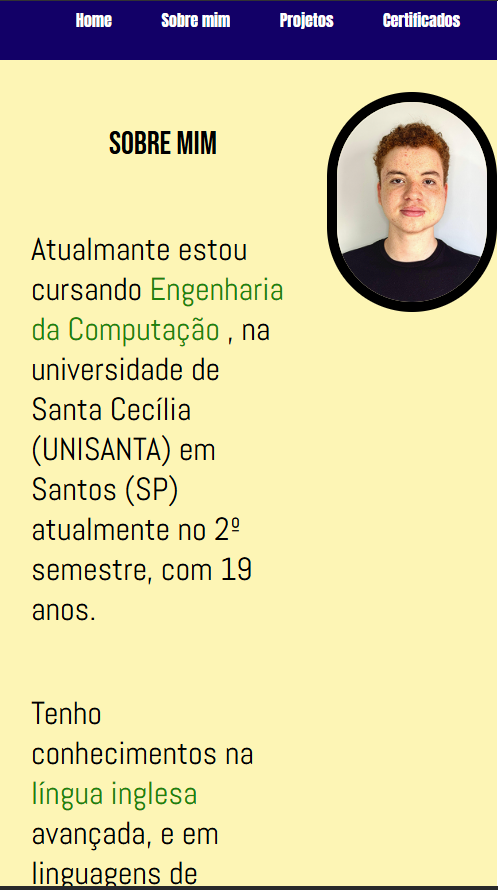 Home Sobre mim Projetos Certificados
SOBRE MIM
Atualmante estou
cursando Engenharia
da Computação , na
universidade de
Santa Cecília
(UNISANTA) em
Santos (SP)
atualmente no 2º
semestre, com 19
anos.
Tenho
conhecimentos na
língua inglesa
avançada, e em
linguagens de